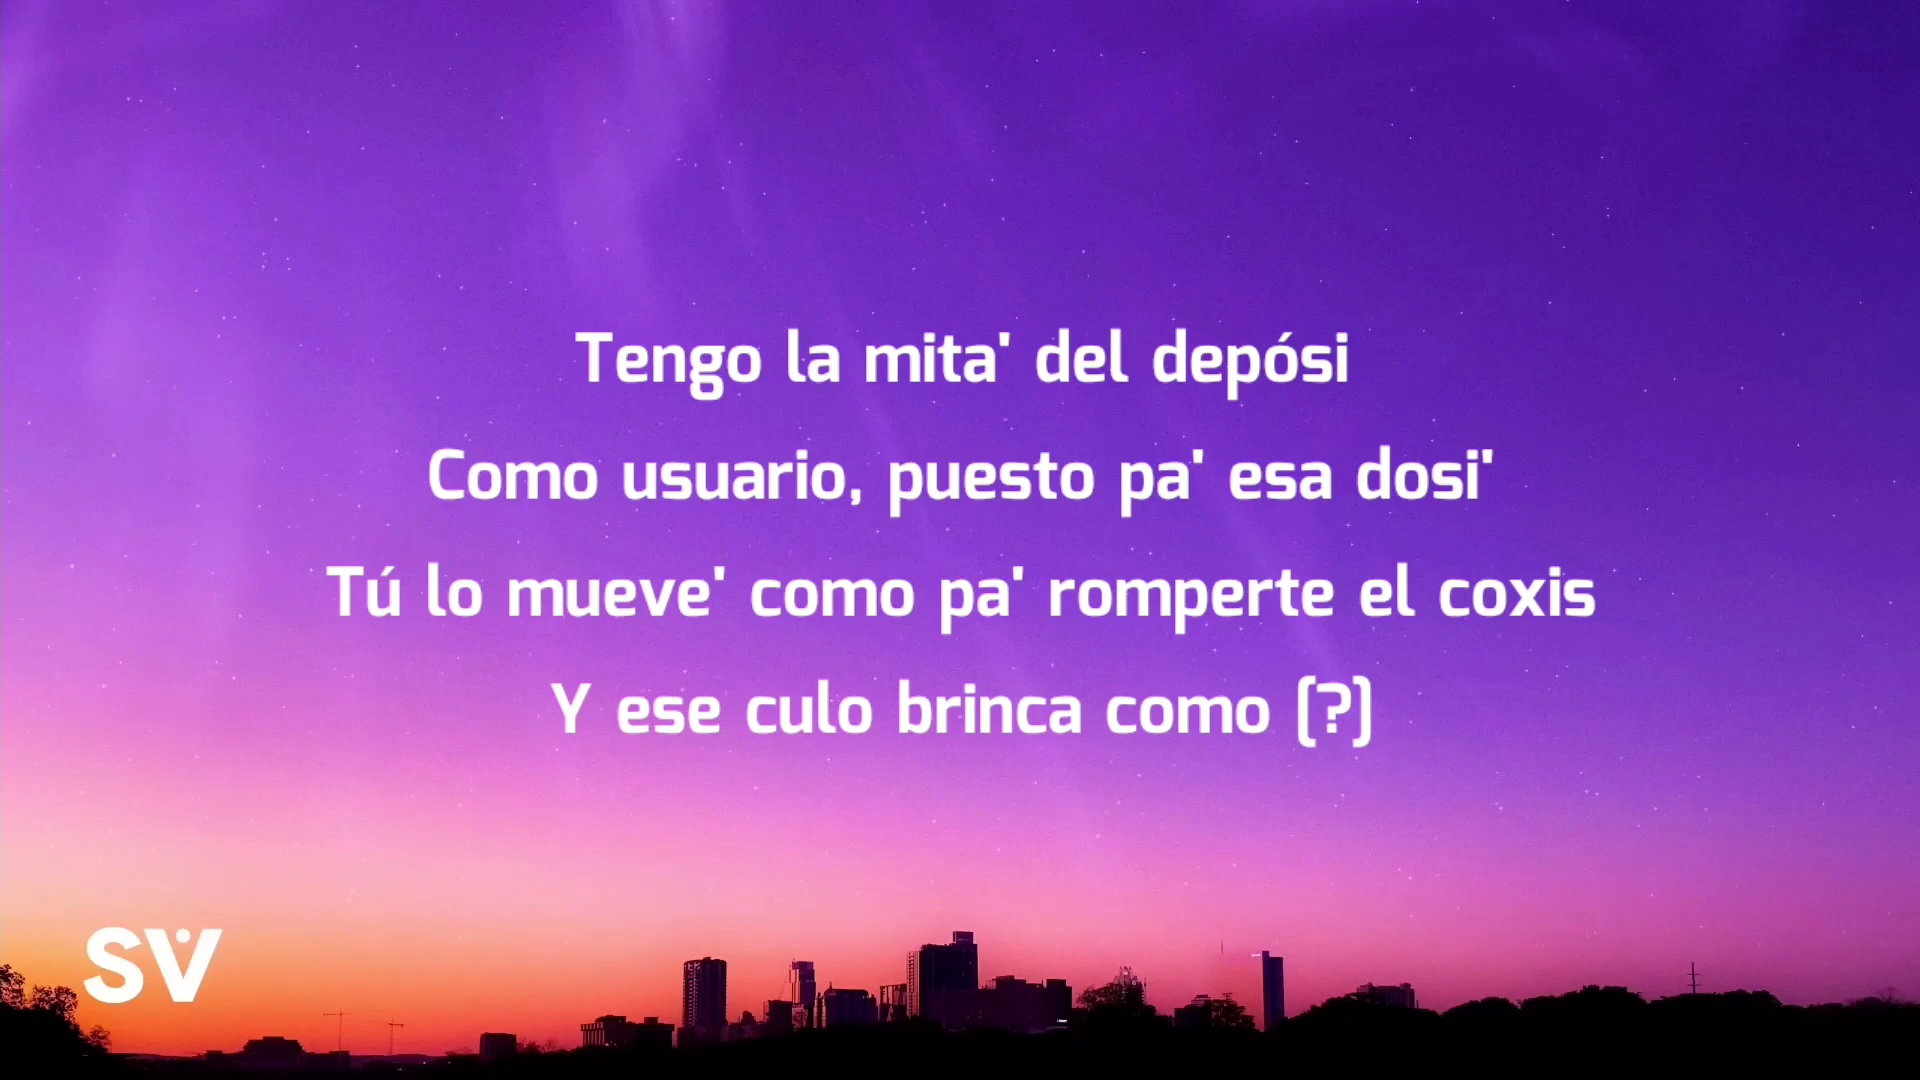 Tengo la mita' del depósi
Como usuario, puesto pa' esa dosi'
Tú lo mueve' como pa' romperte el coxis
Y ese culo brinca como (?)
SV